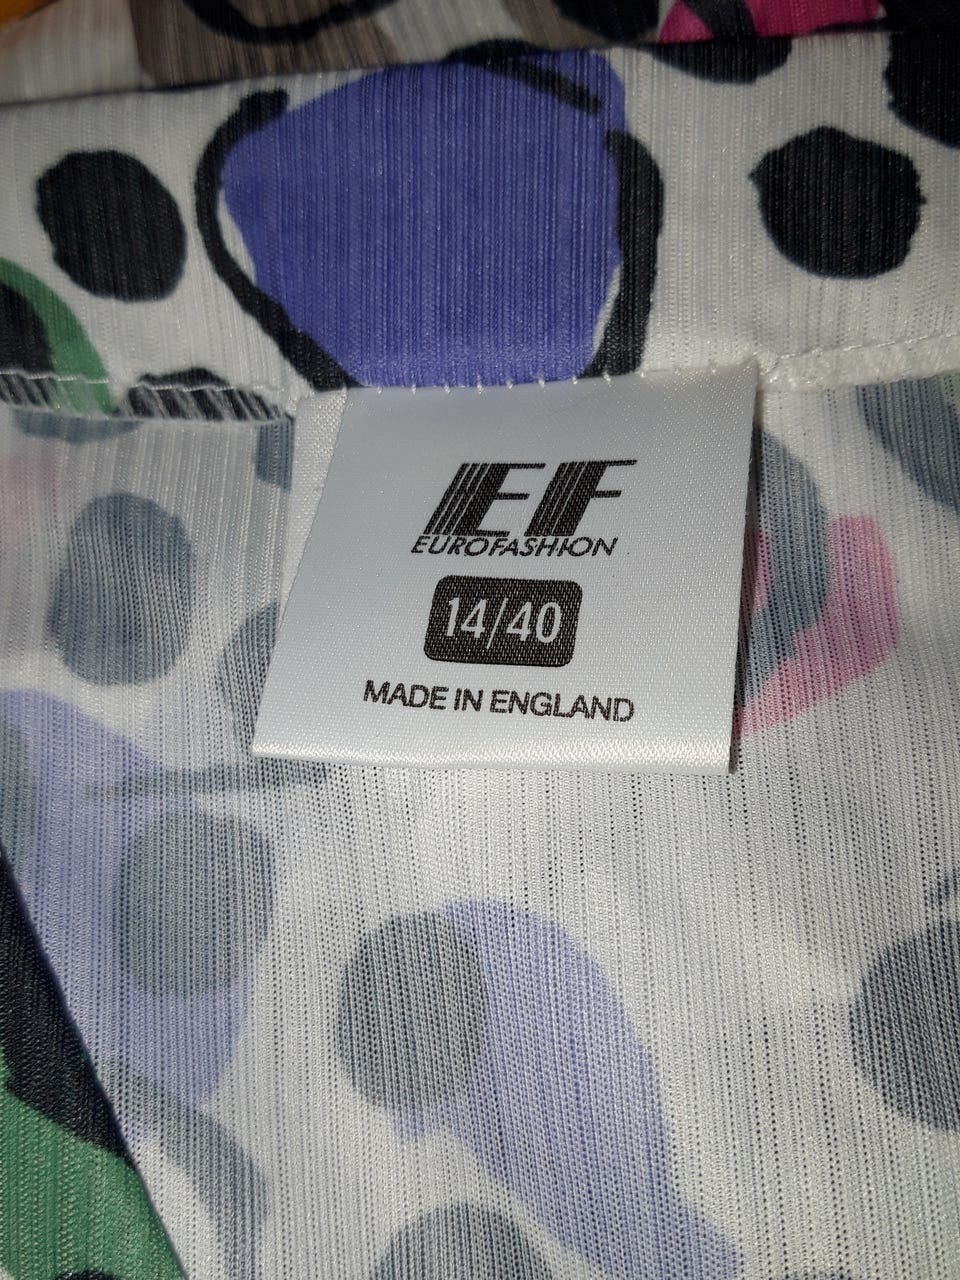 EF
EUROFASHION
14/40
MADE IN ENGLAND